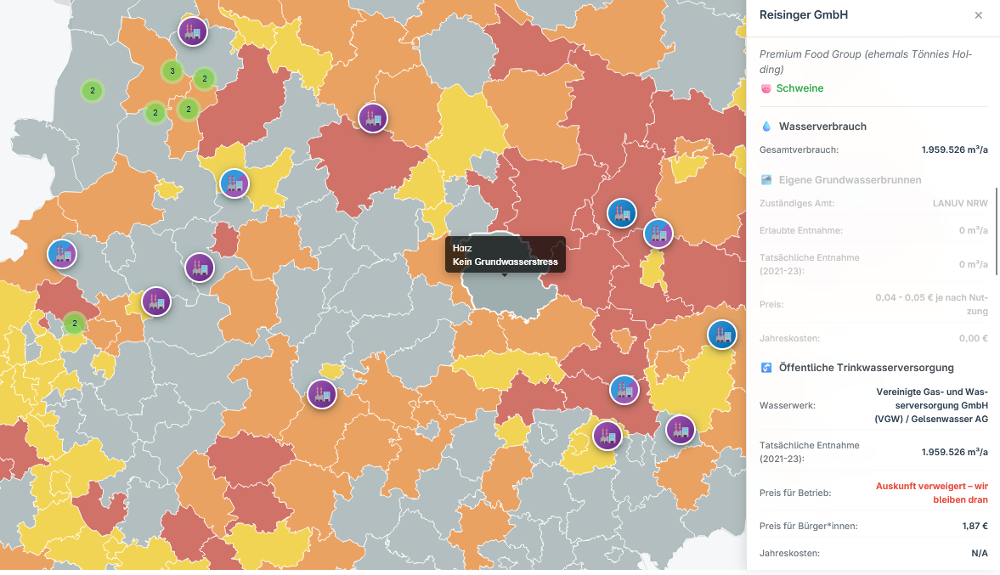 Reisinger GmbH
×
Premium Food Group (ehemals Tönnies Hol-
ding)
Schweine
Wasserverbrauch
Gesamtverbrauch: 1.959.526 m³/a
Eigene Grundwasserbrunnen
Zuständiges Amt: LANUV NRW
Erlaubte Entnahme: 0 m³/a
Tatsächliche Entnahme
(2021-23): 0 m³/a
Preis: 0,04 - 0,05 € je nach Nut-
zung
Jahreskosten: 0,00 €
Öffentliche Trinkwasserversorgung
Wasserwerk: Vereinigte Gas- und Was-
serversorgung GmbH
(VGW) / Gelsenwasser AG
Tatsächliche Entnahme
(2021-23): 1.959.526 m³/a
Preis für Betrieb: Auskunft verweigert – wir
bleiben dran
Preis für Bürger*innen: 1,87 €
Jahreskosten: N/A
3
2
2
2
2
Harz
Kein Grundwasserstress
2